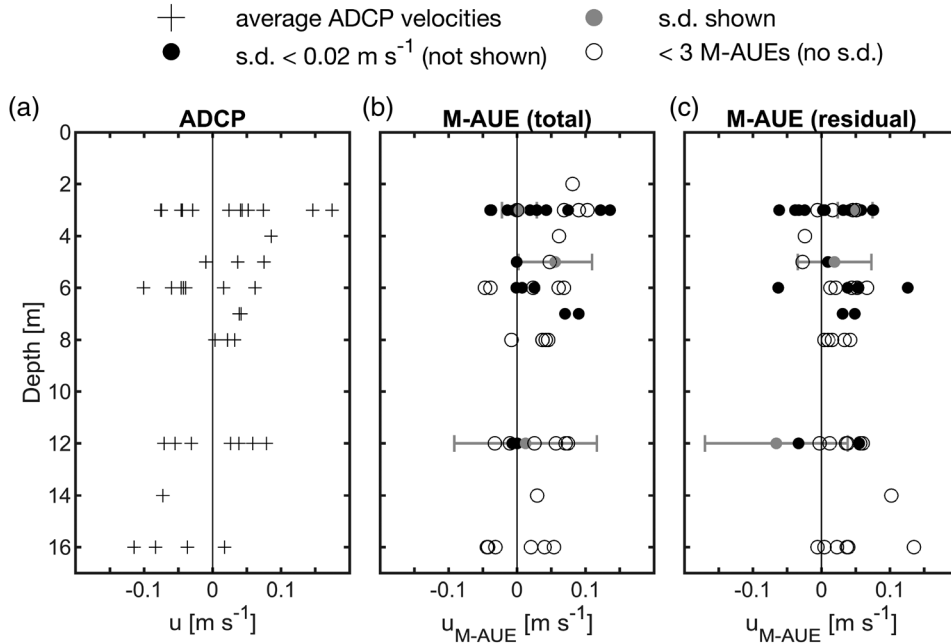 average ADCP velocities
s.d. shown
s.d. < 0.02 m s⁻¹ (not shown)
< 3 M-AUEs (no s.d.)
(a) ADCP
(b) M-AUE (total)
(c) M-AUE (residual)
Depth [m]
0
2
4
6
8
10
12
14
16
-0.1 0 0.1
-0.1 0 0.1
-0.1 0 0.1
u [m s⁻¹]
u_M-AUE [m s⁻¹]
u_M-AUE [m s⁻¹]